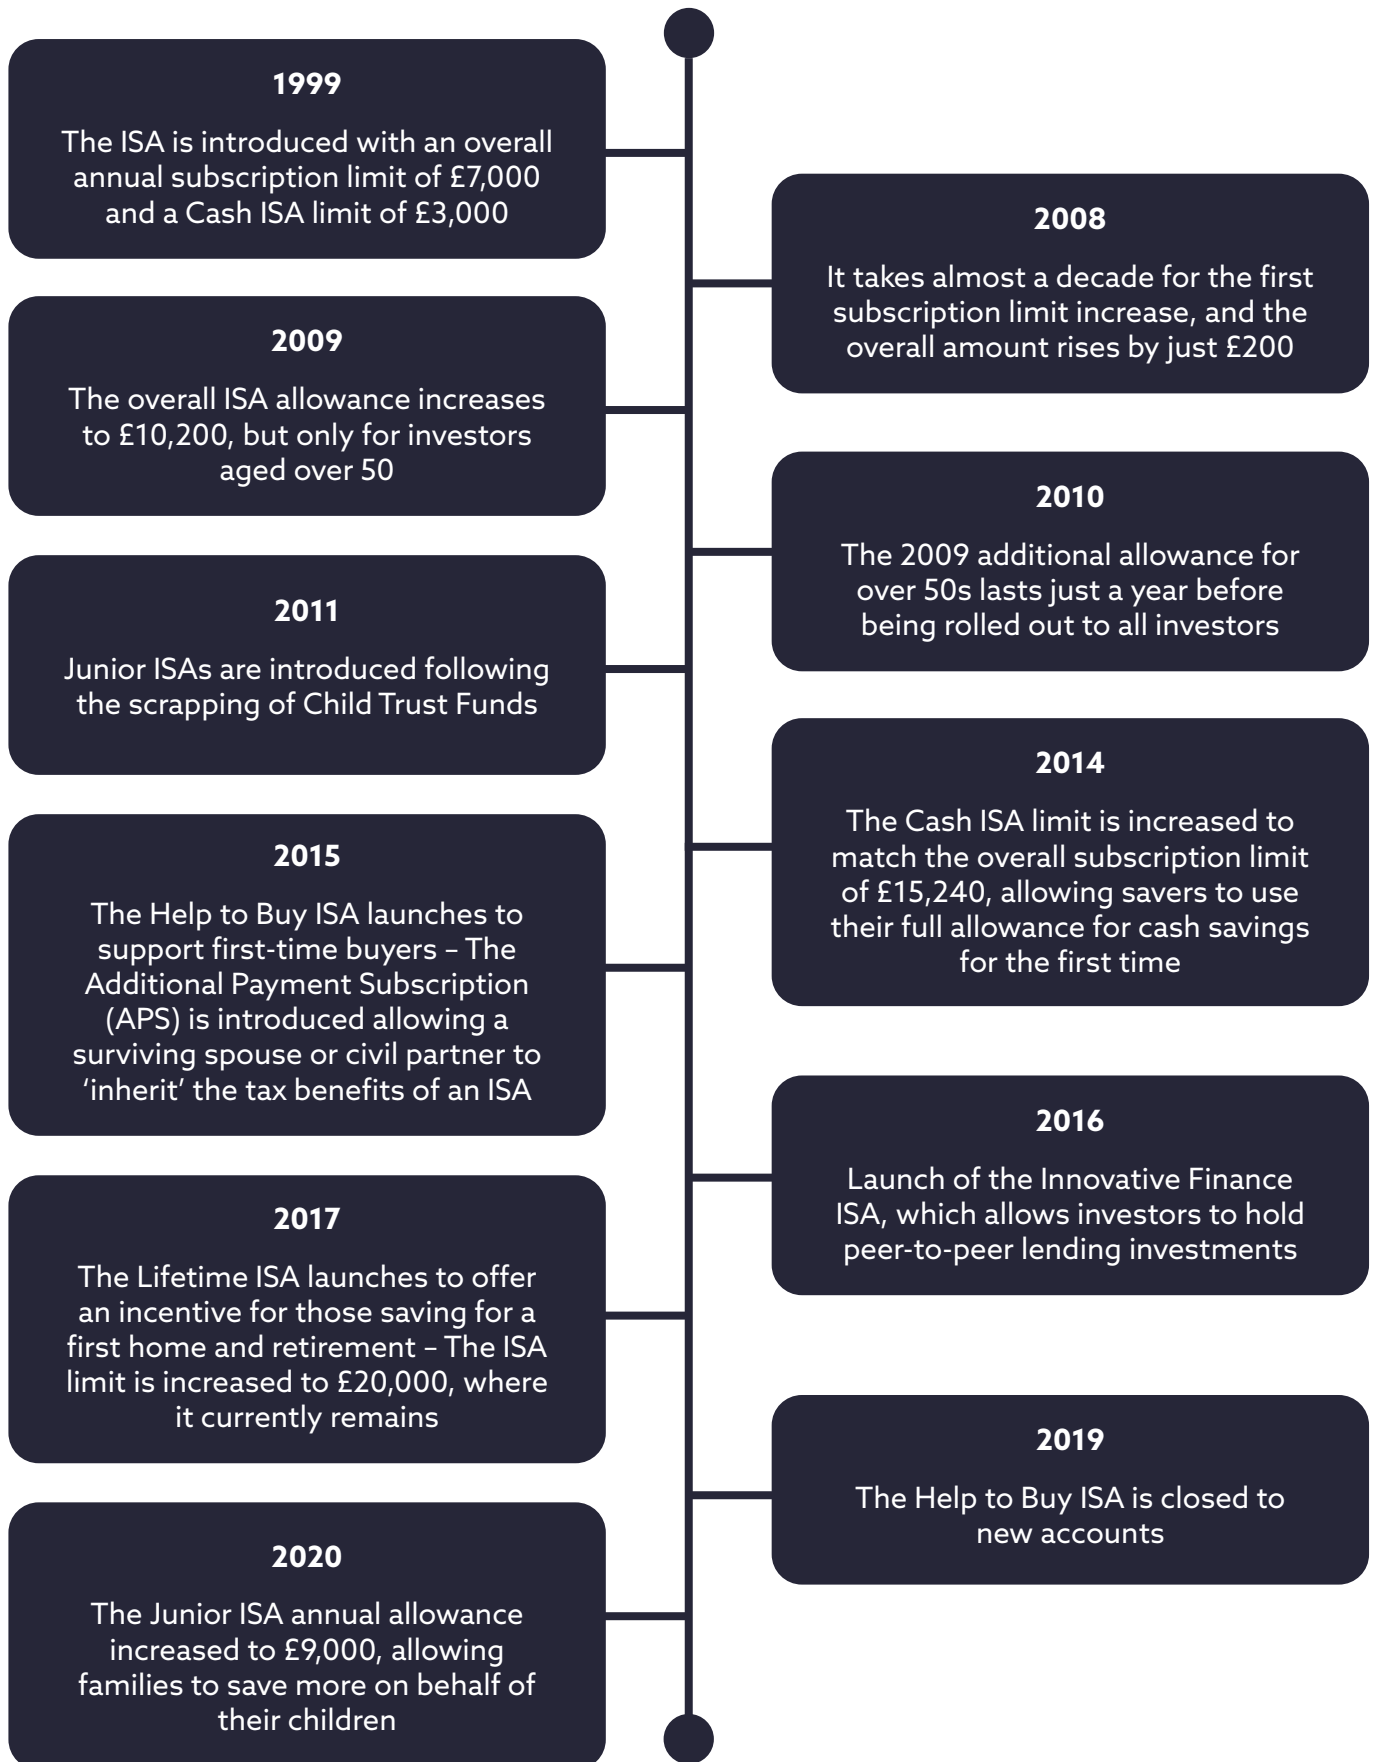 1999
The ISA is introduced with an overall
annual subscription limit of £7,000
and a Cash ISA limit of £3,000
2008
It takes almost a decade for the first
subscription limit increase, and the
overall amount rises by just £200
2009
The overall ISA allowance increases
to £10,200, but only for investors
aged over 50
2010
The 2009 additional allowance for
over 50s lasts just a year before
being rolled out to all investors
2011
Junior ISAs are introduced following
the scrapping of Child Trust Funds
2014
The Cash ISA limit is increased to
match the overall subscription limit
of £15,240, allowing savers to use
their full allowance for cash savings
for the first time
2015
The Help to Buy ISA launches to
support first-time buyers – The
Additional Payment Subscription
(APS) is introduced allowing a
surviving spouse or civil partner to
‘inherit’ the tax benefits of an ISA
2016
Launch of the Innovative Finance
ISA, which allows investors to hold
peer-to-peer lending investments
2017
The Lifetime ISA launches to offer
an incentive for those saving for a
first home and retirement – The ISA
limit is increased to £20,000, where
it currently remains
2019
The Help to Buy ISA is closed to
new accounts
2020
The Junior ISA annual allowance
increased to £9,000, allowing
families to save more on behalf of
their children